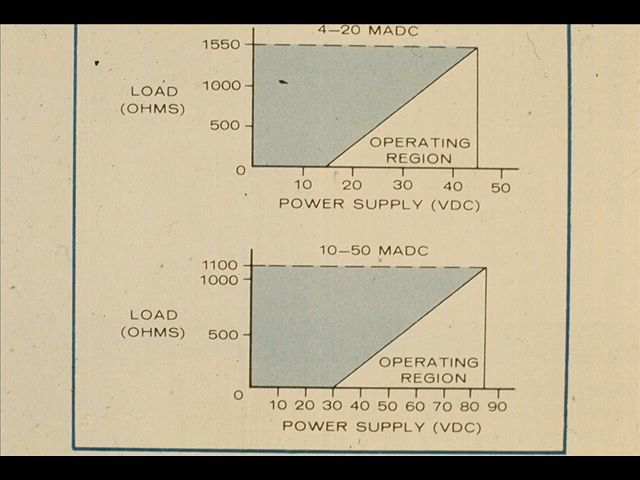 4–20 MADC
1550
1000
500
0
LOAD
(OHMS)
OPERATING
REGION
10 20 30 40 50
POWER SUPPLY (VDC)
10–50 MADC
1100
1000
500
0
LOAD
(OHMS)
OPERATING
REGION
10 20 30 40 50 60 70 80 90
POWER SUPPLY (VDC)